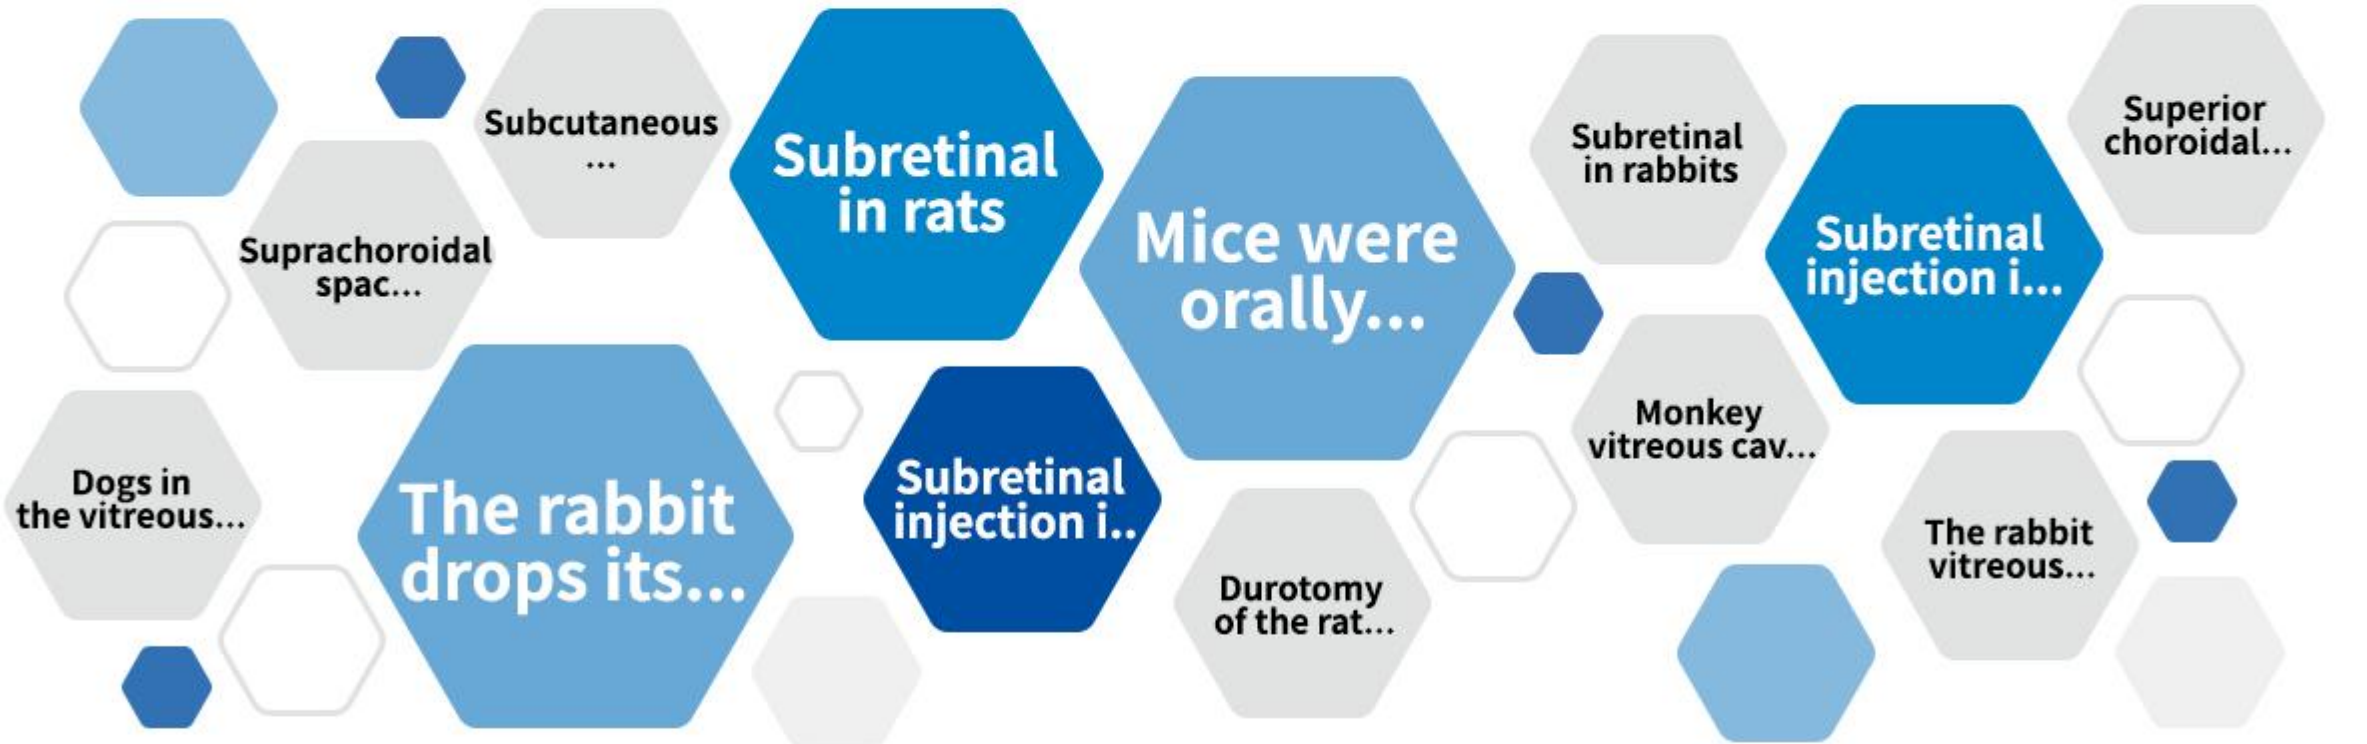 Subcutaneous
...
Suprachoroidal
spac...
Subretinal
in rats
Mice were
orally...
Subretinal
in rabbits
Subretinal
injection i...
Superior
choroidal...
Dogs in
the vitreous...
The rabbit
drops its...
Subretinal
injection i..
Durotomy
of the rat...
Monkey
vitreous cav...
The rabbit
vitreous...